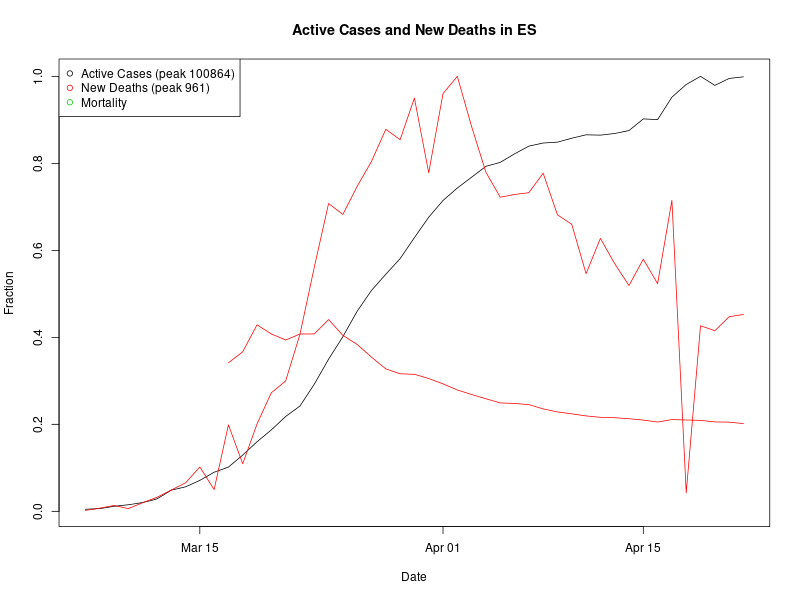 Active Cases and New Deaths in ES
Active Cases (peak 100864)
New Deaths (peak 961)
Mortality
1.0
0.8
0.6
0.4
0.2
0.0
Fraction
Mar 15
Apr 01
Apr 15
Date